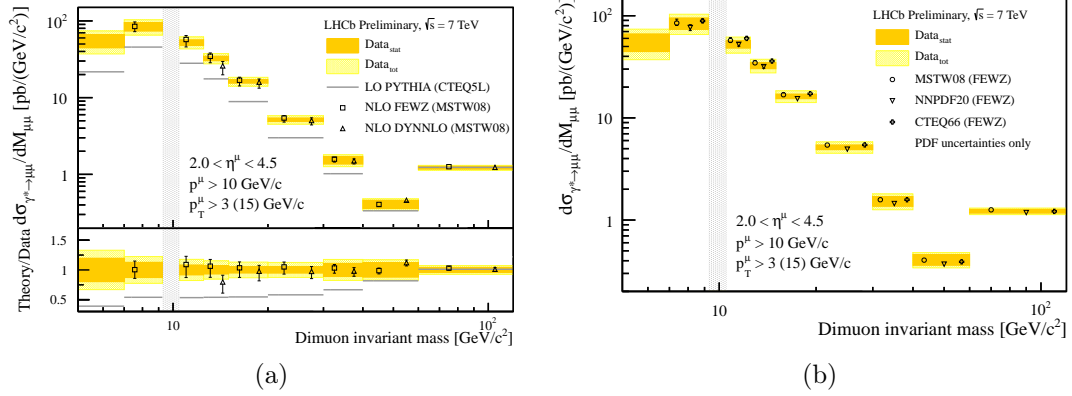 LHCb Preliminary, √s = 7 TeV
Data_stat
Data_tot
LO PYTHIA (CTEQ5L)
NLO FEWZ (MSTW08)
NLO DYNNLO (MSTW08)
2.0 < η^μ < 4.5
p^μ > 10 GeV/c
p_T^μ > 3 (15) GeV/c
dσ_γ*→μμ/dM_μμ [pb/(GeV/c²)]
10²
10
1
Theory/Data
1.5
1
0.5
10
10²
Dimuon invariant mass [GeV/c²]
(a)
LHCb Preliminary, √s = 7 TeV
Data_stat
Data_tot
MSTW08 (FEWZ)
NNPDF20 (FEWZ)
CTEQ66 (FEWZ)
PDF uncertainties only
2.0 < η^μ < 4.5
p^μ > 10 GeV/c
p_T^μ > 3 (15) GeV/c
dσ_γ*→μμ/dM_μμ [pb/(GeV/c²)]
10²
10
1
10
10²
Dimuon invariant mass [GeV/c²]
(b)